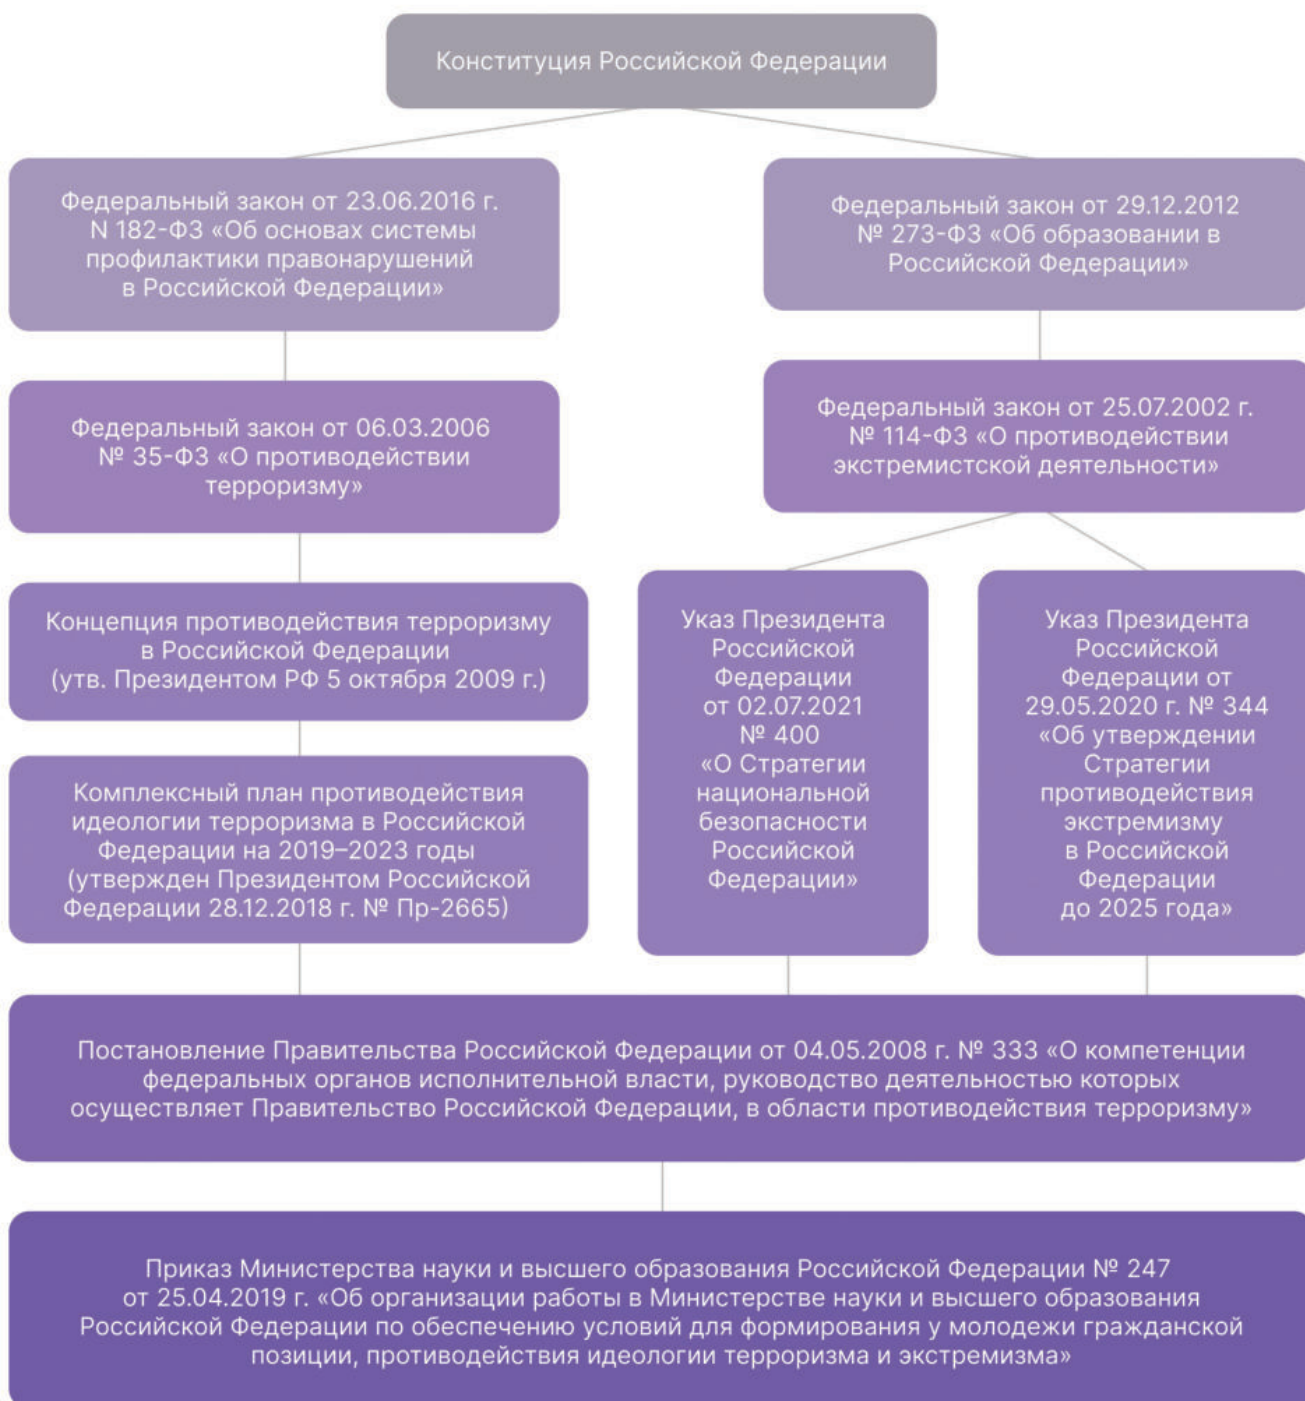 Конституция Российской Федерации
Федеральный закон от 23.06.2016 г.
N 182-ФЗ «Об основах системы
профилактики правонарушений
в Российской Федерации»
Федеральный закон от 29.12.2012
№ 273-ФЗ «Об образовании в
Российской Федерации»
Федеральный закон от 06.03.2006
№ 35-ФЗ «О противодействии
терроризму»
Федеральный закон от 25.07.2002 г.
№ 114-ФЗ «О противодействии
экстремистской деятельности»
Концепция противодействия терроризму
в Российской Федерации
(утв. Президентом РФ 5 октября 2009 г.)
Комплексный план противодействия
идеологии терроризма в Российской
Федерации на 2019–2023 годы
(утвержден Президентом Российской
Федерации 28.12.2018 г. № Пр-2665)
Указ Президента
Российской
Федерации
от 02.07.2021
№ 400
«О Стратегии
национальной
безопасности
Российской
Федерации»
Указ Президента
Российской
Федерации от
29.05.2020 г. № 344
«Об утверждении
Стратегии
противодействия
экстремизму
в Российской
Федерации
до 2025 года»
Постановление Правительства Российской Федерации от 04.05.2008 г. № 333 «О компетенции
федеральных органов исполнительной власти, руководство деятельностью которых
осуществляет Правительство Российской Федерации, в области противодействия терроризму»
Приказ Министерства науки и высшего образования Российской Федерации № 247
от 25.04.2019 г. «Об организации работы в Министерстве науки и высшего образования
Российской Федерации по обеспечению условий для формирования у молодежи гражданской
позиции, противодействия идеологии терроризма и экстремизма»